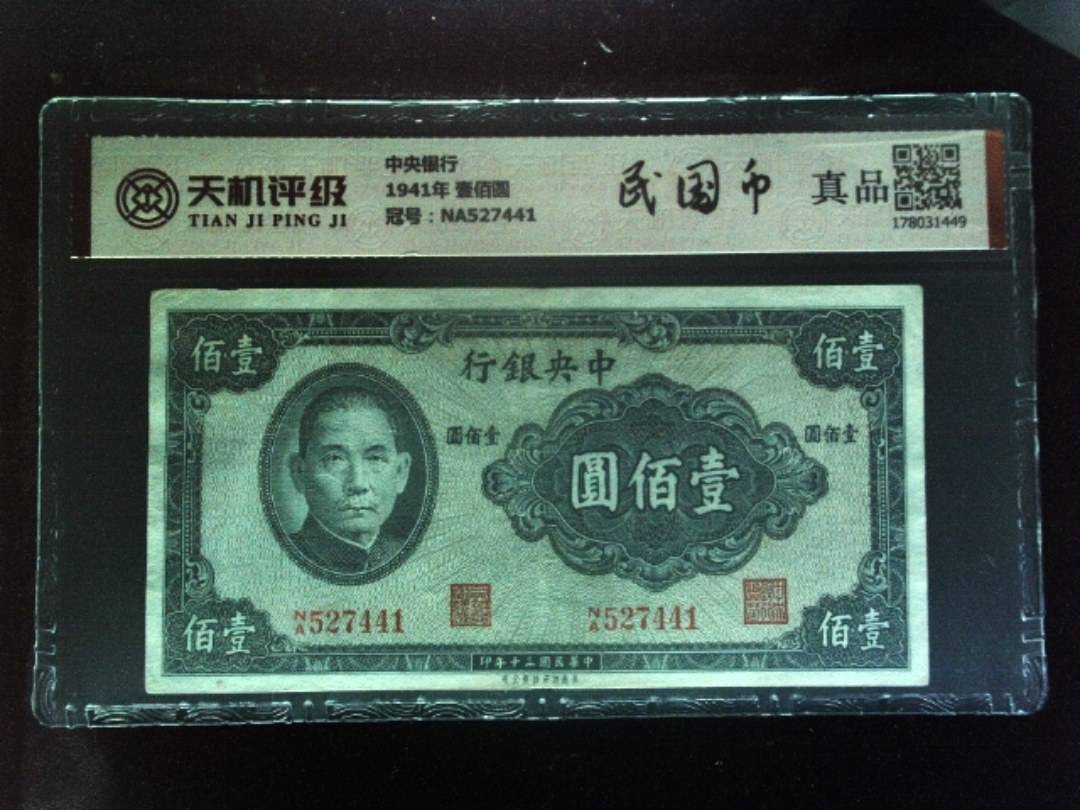 天机评级
TIAN JI PING JI
中央银行
1941年 壹佰圆
冠号：NA527441
民国币
真品
178031449
佰壹
佰壹
行銀央中
圓佰壹
圓佰壹
圓佰壹
N/A527441
N/A527441
佰壹
佰壹
印年十三國民華中